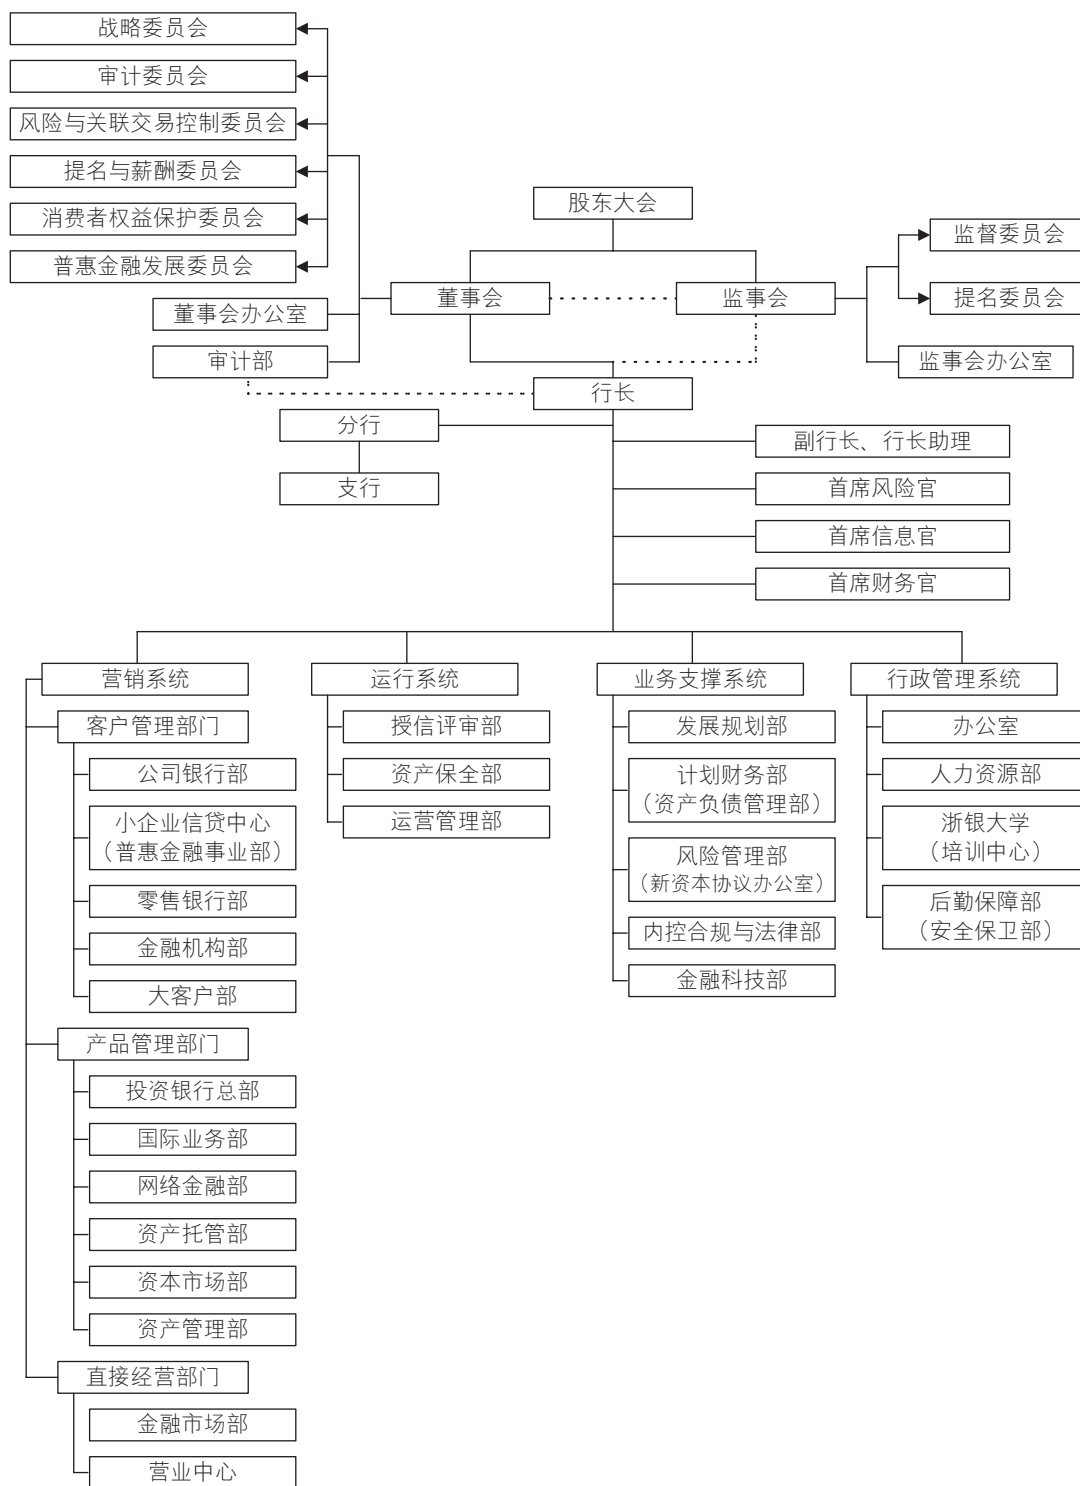 战略委员会
审计委员会
风险与关联交易控制委员会
提名与薪酬委员会
消费者权益保护委员会
普惠金融发展委员会
董事会办公室
审计部
股东大会
董事会
监事会
监督委员会
提名委员会
监事会办公室
行长
分行
支行
副行长、行长助理
首席风险官
首席信息官
首席财务官
营销系统
客户管理部门
公司银行部
小企业信贷中心
（普惠金融事业部）
零售银行部
金融机构部
大客户部
产品管理部门
投资银行总部
国际业务部
网络金融部
资产托管部
资本市场部
资产管理部
直接经营部门
金融市场部
营业中心
运行系统
授信评审部
资产保全部
运营管理部
业务支撑系统
发展规划部
计划财务部
（资产负债管理部）
风险管理部
（新资本协议办公室）
内控合规与法律部
金融科技部
行政管理系统
办公室
人力资源部
浙银大学
（培训中心）
后勤保障部
（安全保卫部）